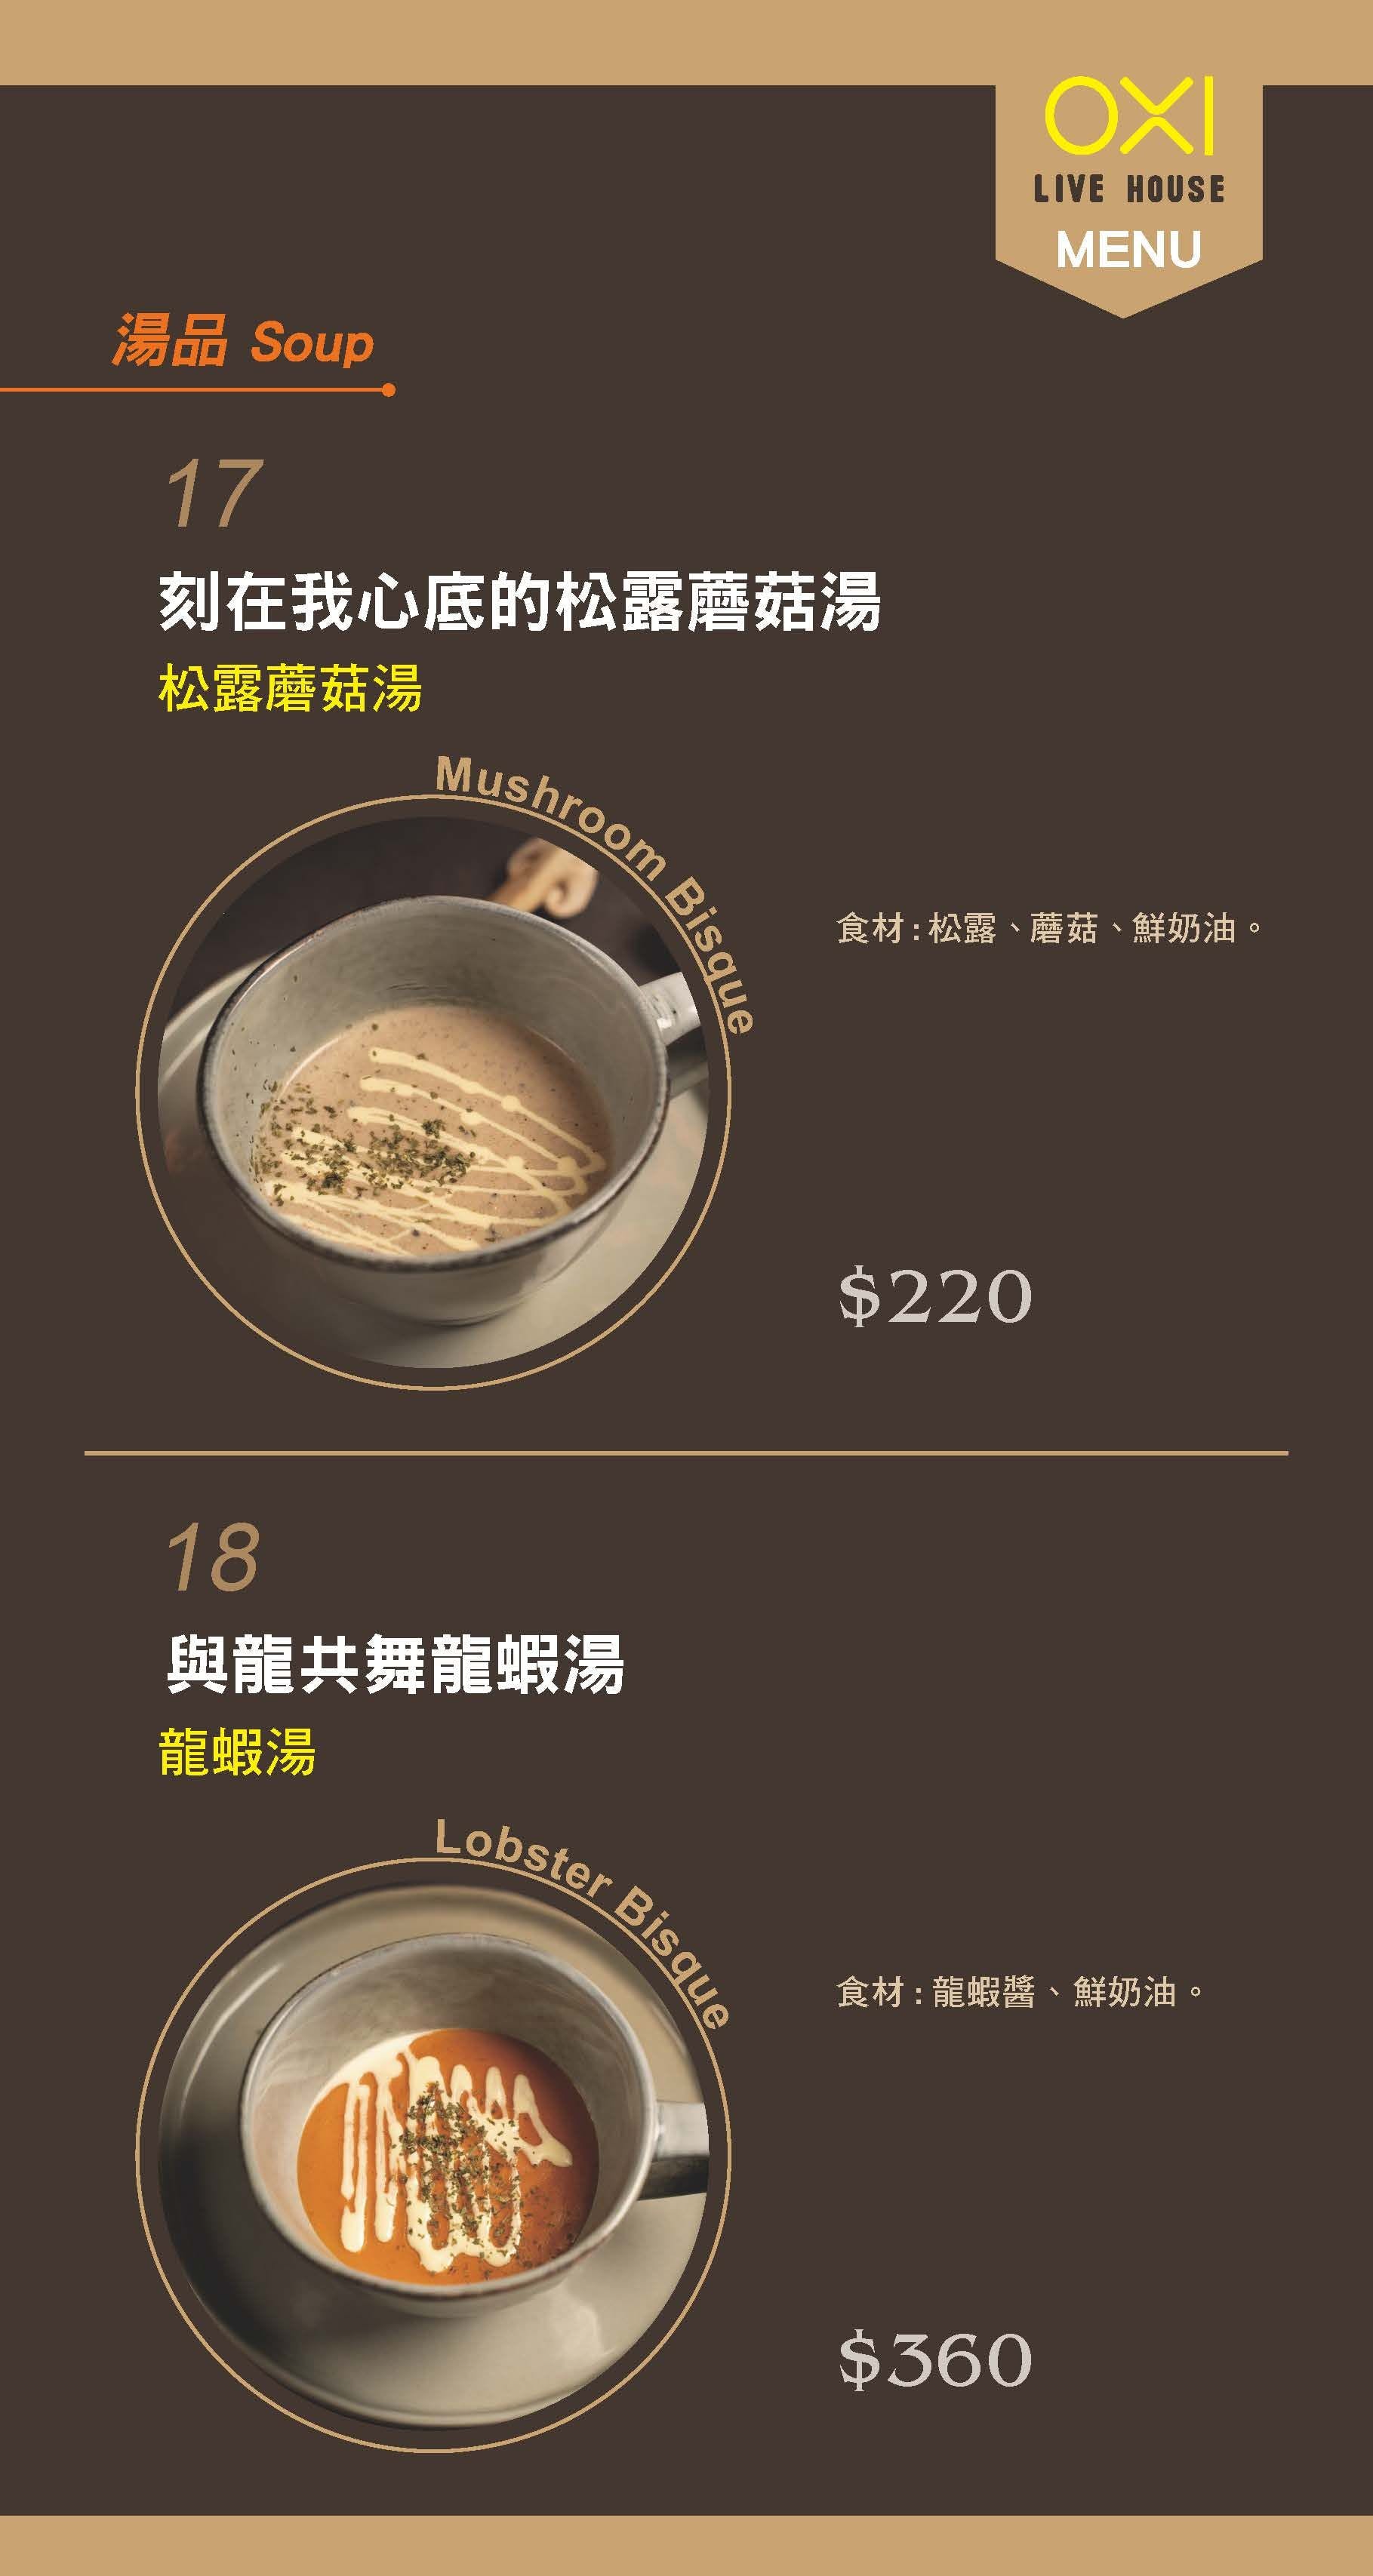 OXI
LIVE HOUSE
MENU
湯品 Soup
17
刻在我心底的松露蘑菇湯
松露蘑菇湯
Mushroom Bisque
食材:松露、蘑菇、鮮奶油。
$220
18
與龍共舞龍蝦湯
龍蝦湯
Lobster Bisque
食材:龍蝦醬、鮮奶油。
$360